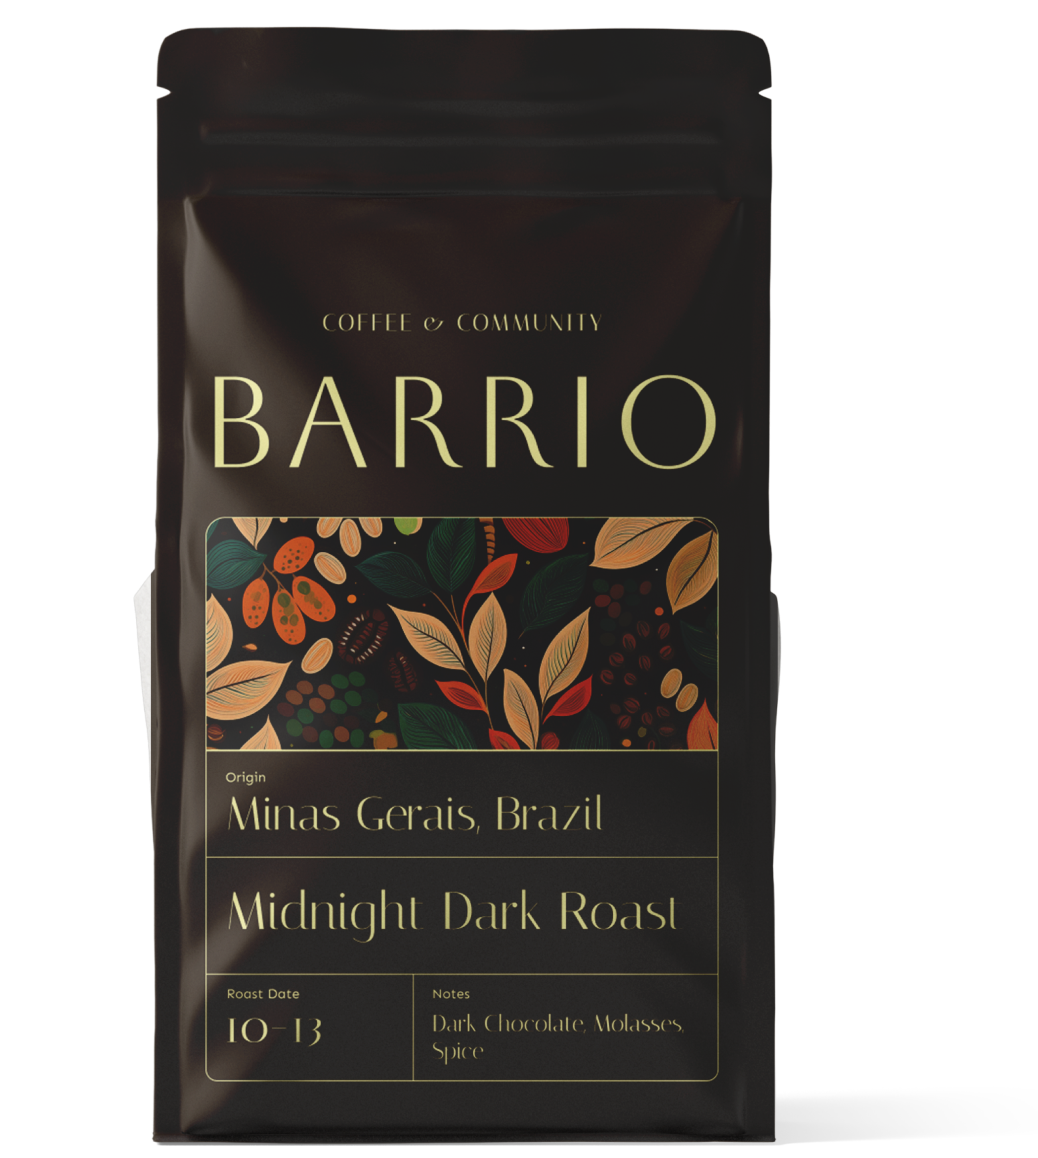 COFFEE & COMMUNITY
BARRIO
Origin
Minas Gerais, Brazil
Midnight Dark Roast
Roast Date
10-13
Notes
Dark Chocolate, Molasses,
Spice